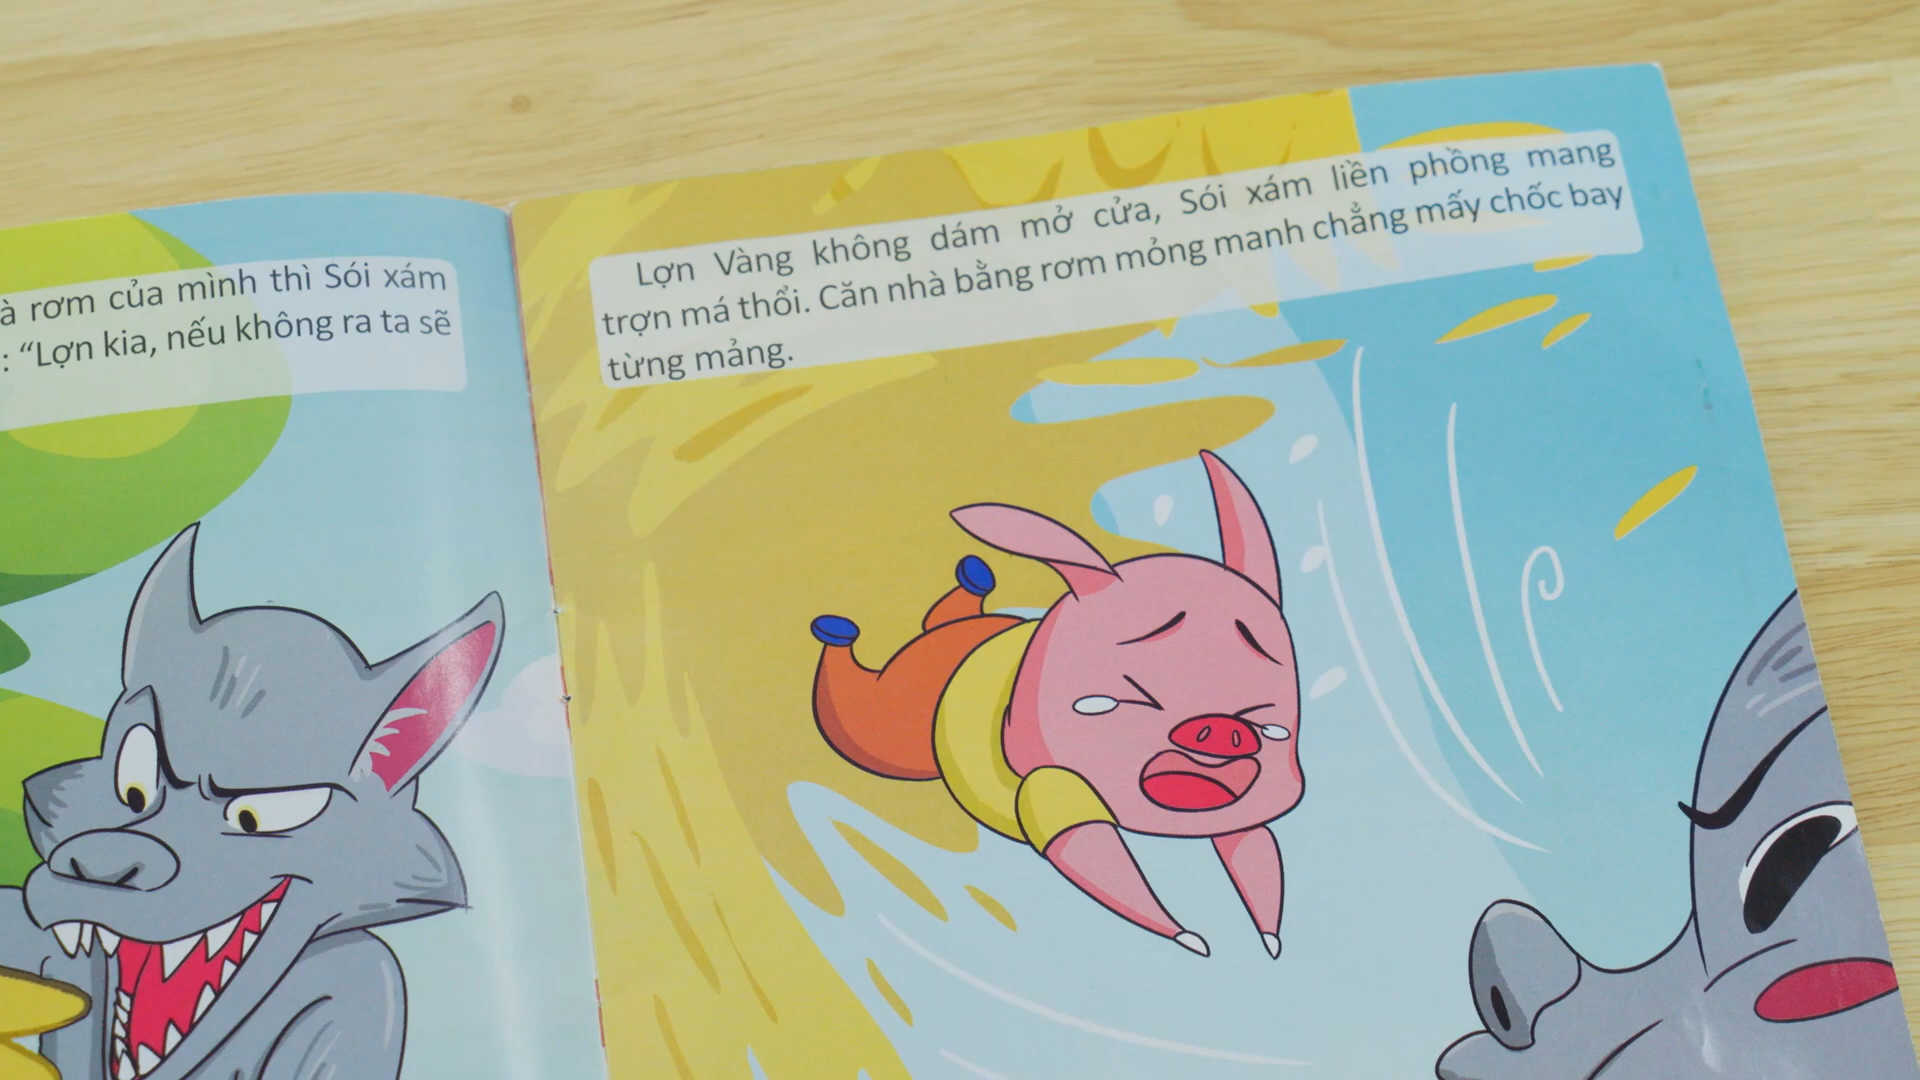 à rơm của mình thì Sói xám
: “Lợn kia, nếu không ra ta sẽ
Lợn Vàng không dám mở cửa, Sói xám liền phồng mang
trợn má thổi. Căn nhà bằng rơm mỏng manh chẳng mấy chốc bay
từng mảng.